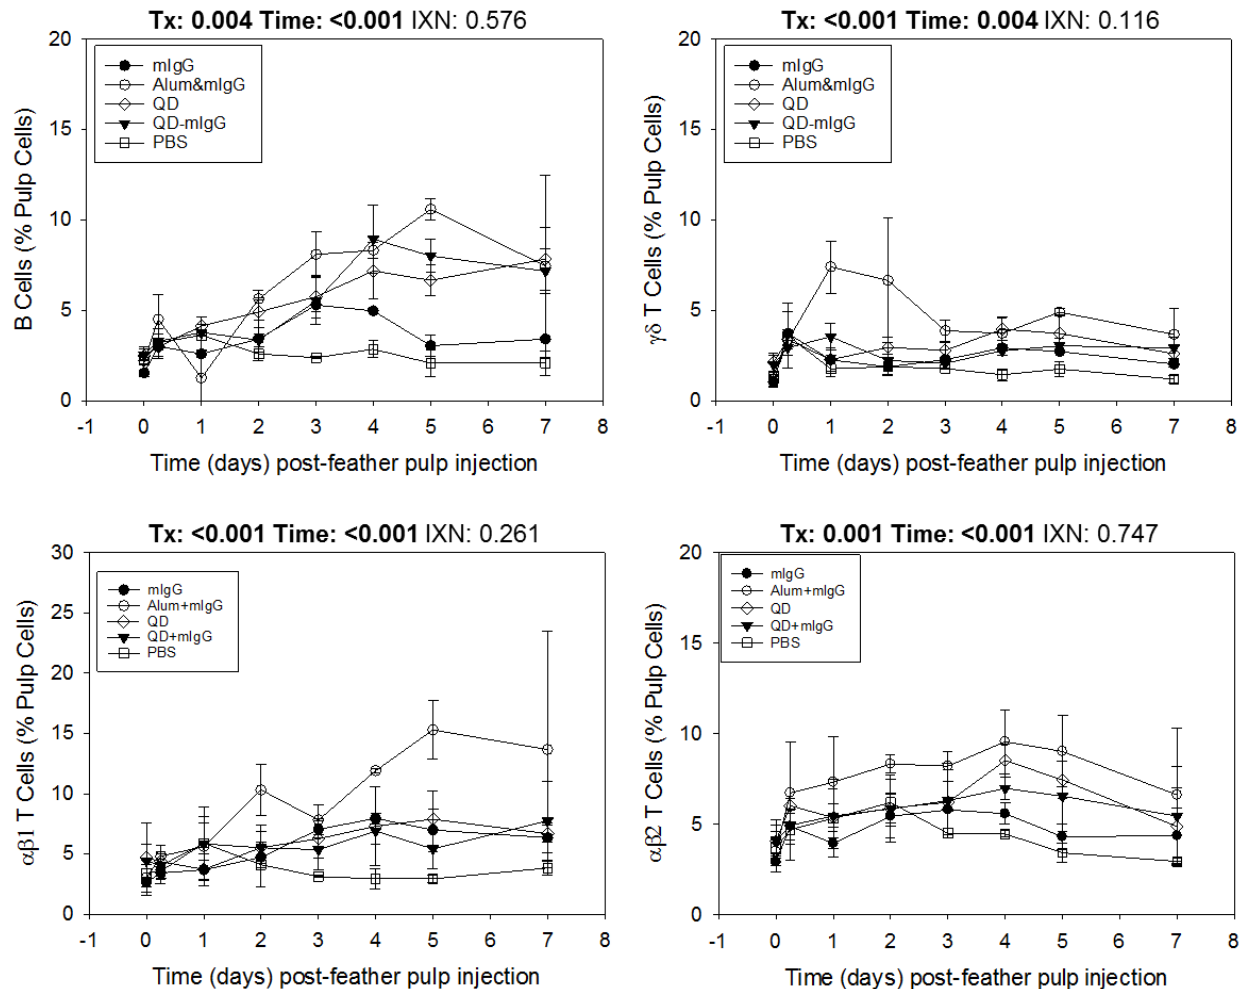 Tx: 0.004 Time: <0.001 IXN: 0.576
20
15
10
5
0
B Cells (% Pulp Cells)
mIgG
Alum&mIgG
QD
QD-mIgG
PBS
-1 0 1 2 3 4 5 6 7 8
Time (days) post-feather pulp injection
Tx: <0.001 Time: 0.004 IXN: 0.116
20
15
10
5
0
γδ T Cells (% Pulp Cells)
mIgG
Alum&mIgG
QD
QD-mIgG
PBS
-1 0 1 2 3 4 5 6 7 8
Time (days) post-feather pulp injection
Tx: <0.001 Time: <0.001 IXN: 0.261
30
25
20
15
10
5
0
αβ1 T Cells (% Pulp Cells)
mIgG
Alum+mIgG
QD
QD+mIgG
PBS
-1 0 1 2 3 4 5 6 7 8
Time (days) post-feather pulp injection
Tx: 0.001 Time: <0.001 IXN: 0.747
20
15
10
5
0
αβ2 T Cells (% Pulp Cells)
mIgG
Alum+mIgG
QD
QD+mIgG
PBS
-1 0 1 2 3 4 5 6 7 8
Time (days) post-feather pulp injection